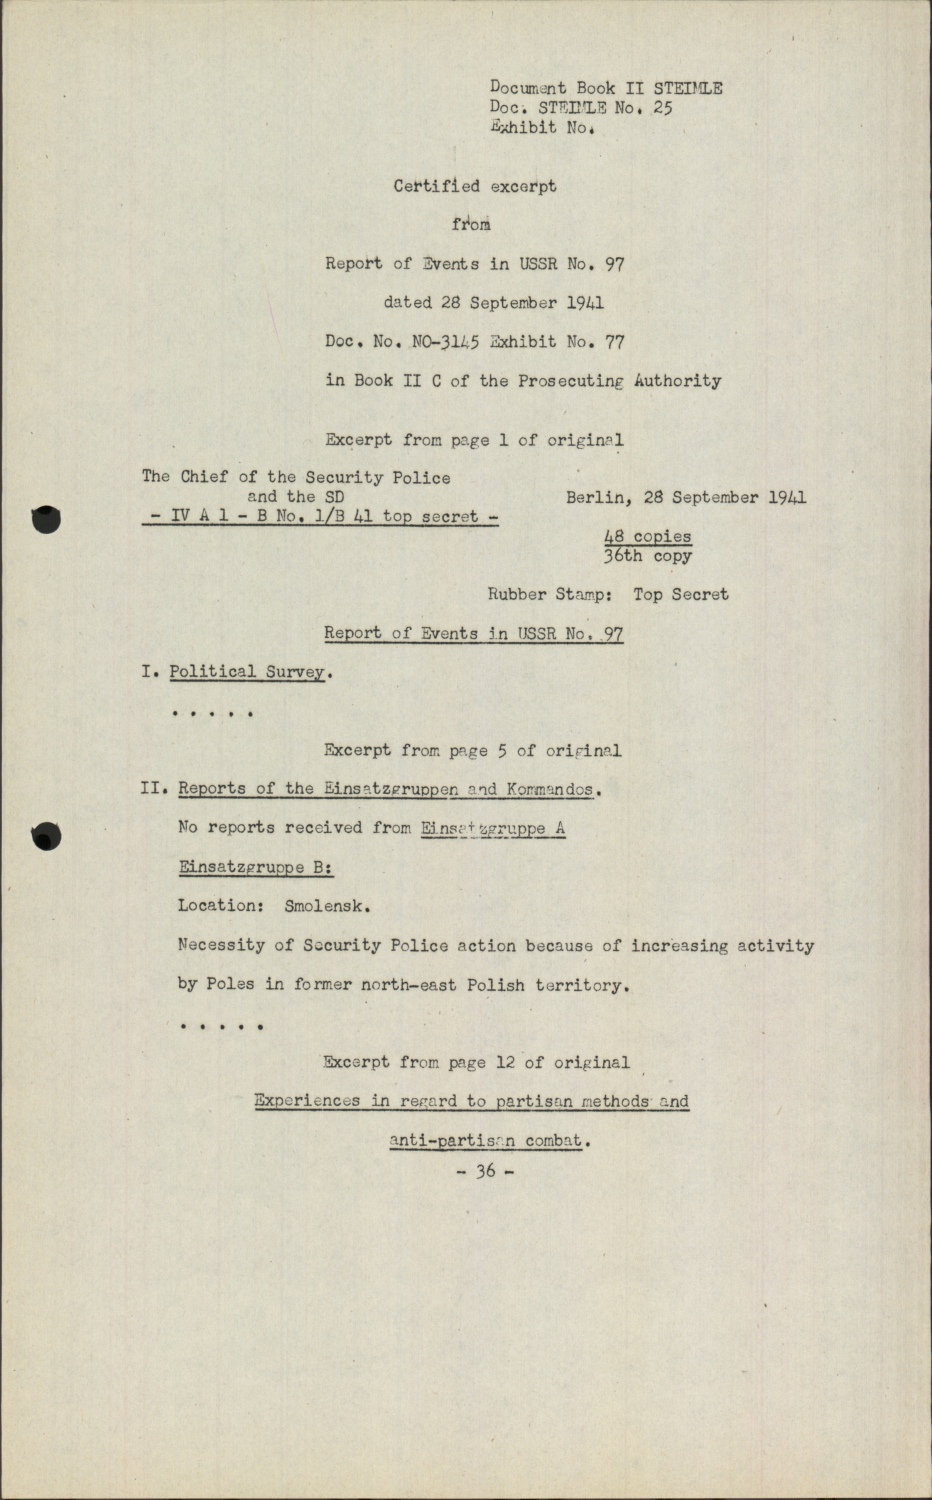 Document Book II STEIMLE
Doc. STEIMLE No. 25
Exhibit No.
Certified excerpt
from
Report of Events in USSR No. 97
dated 28 September 1941
Doc. No. NO-3145 Exhibit No. 77
in Book II C of the Prosecuting Authority
Excerpt from page 1 of original
The Chief of the Security Police
and the SD
Berlin, 28 September 1941
- IV A 1 - B No. 1/B 41 top secret -
48 copies
36th copy
Rubber Stamp: Top Secret
Report of Events in USSR No. 97
I. Political Survey.
. . . . .
Excerpt from page 5 of original
II. Reports of the Einsatzgruppen and Kommandos.
No reports received from Einsatzgruppe A
Einsatzgruppe B:
Location: Smolensk.
Necessity of Security Police action because of increasing activity
by Poles in former north-east Polish territory.
. . . . .
Excerpt from page 12 of original
Experiences in regard to partisan methods and
anti-partisan combat.
- 36 -